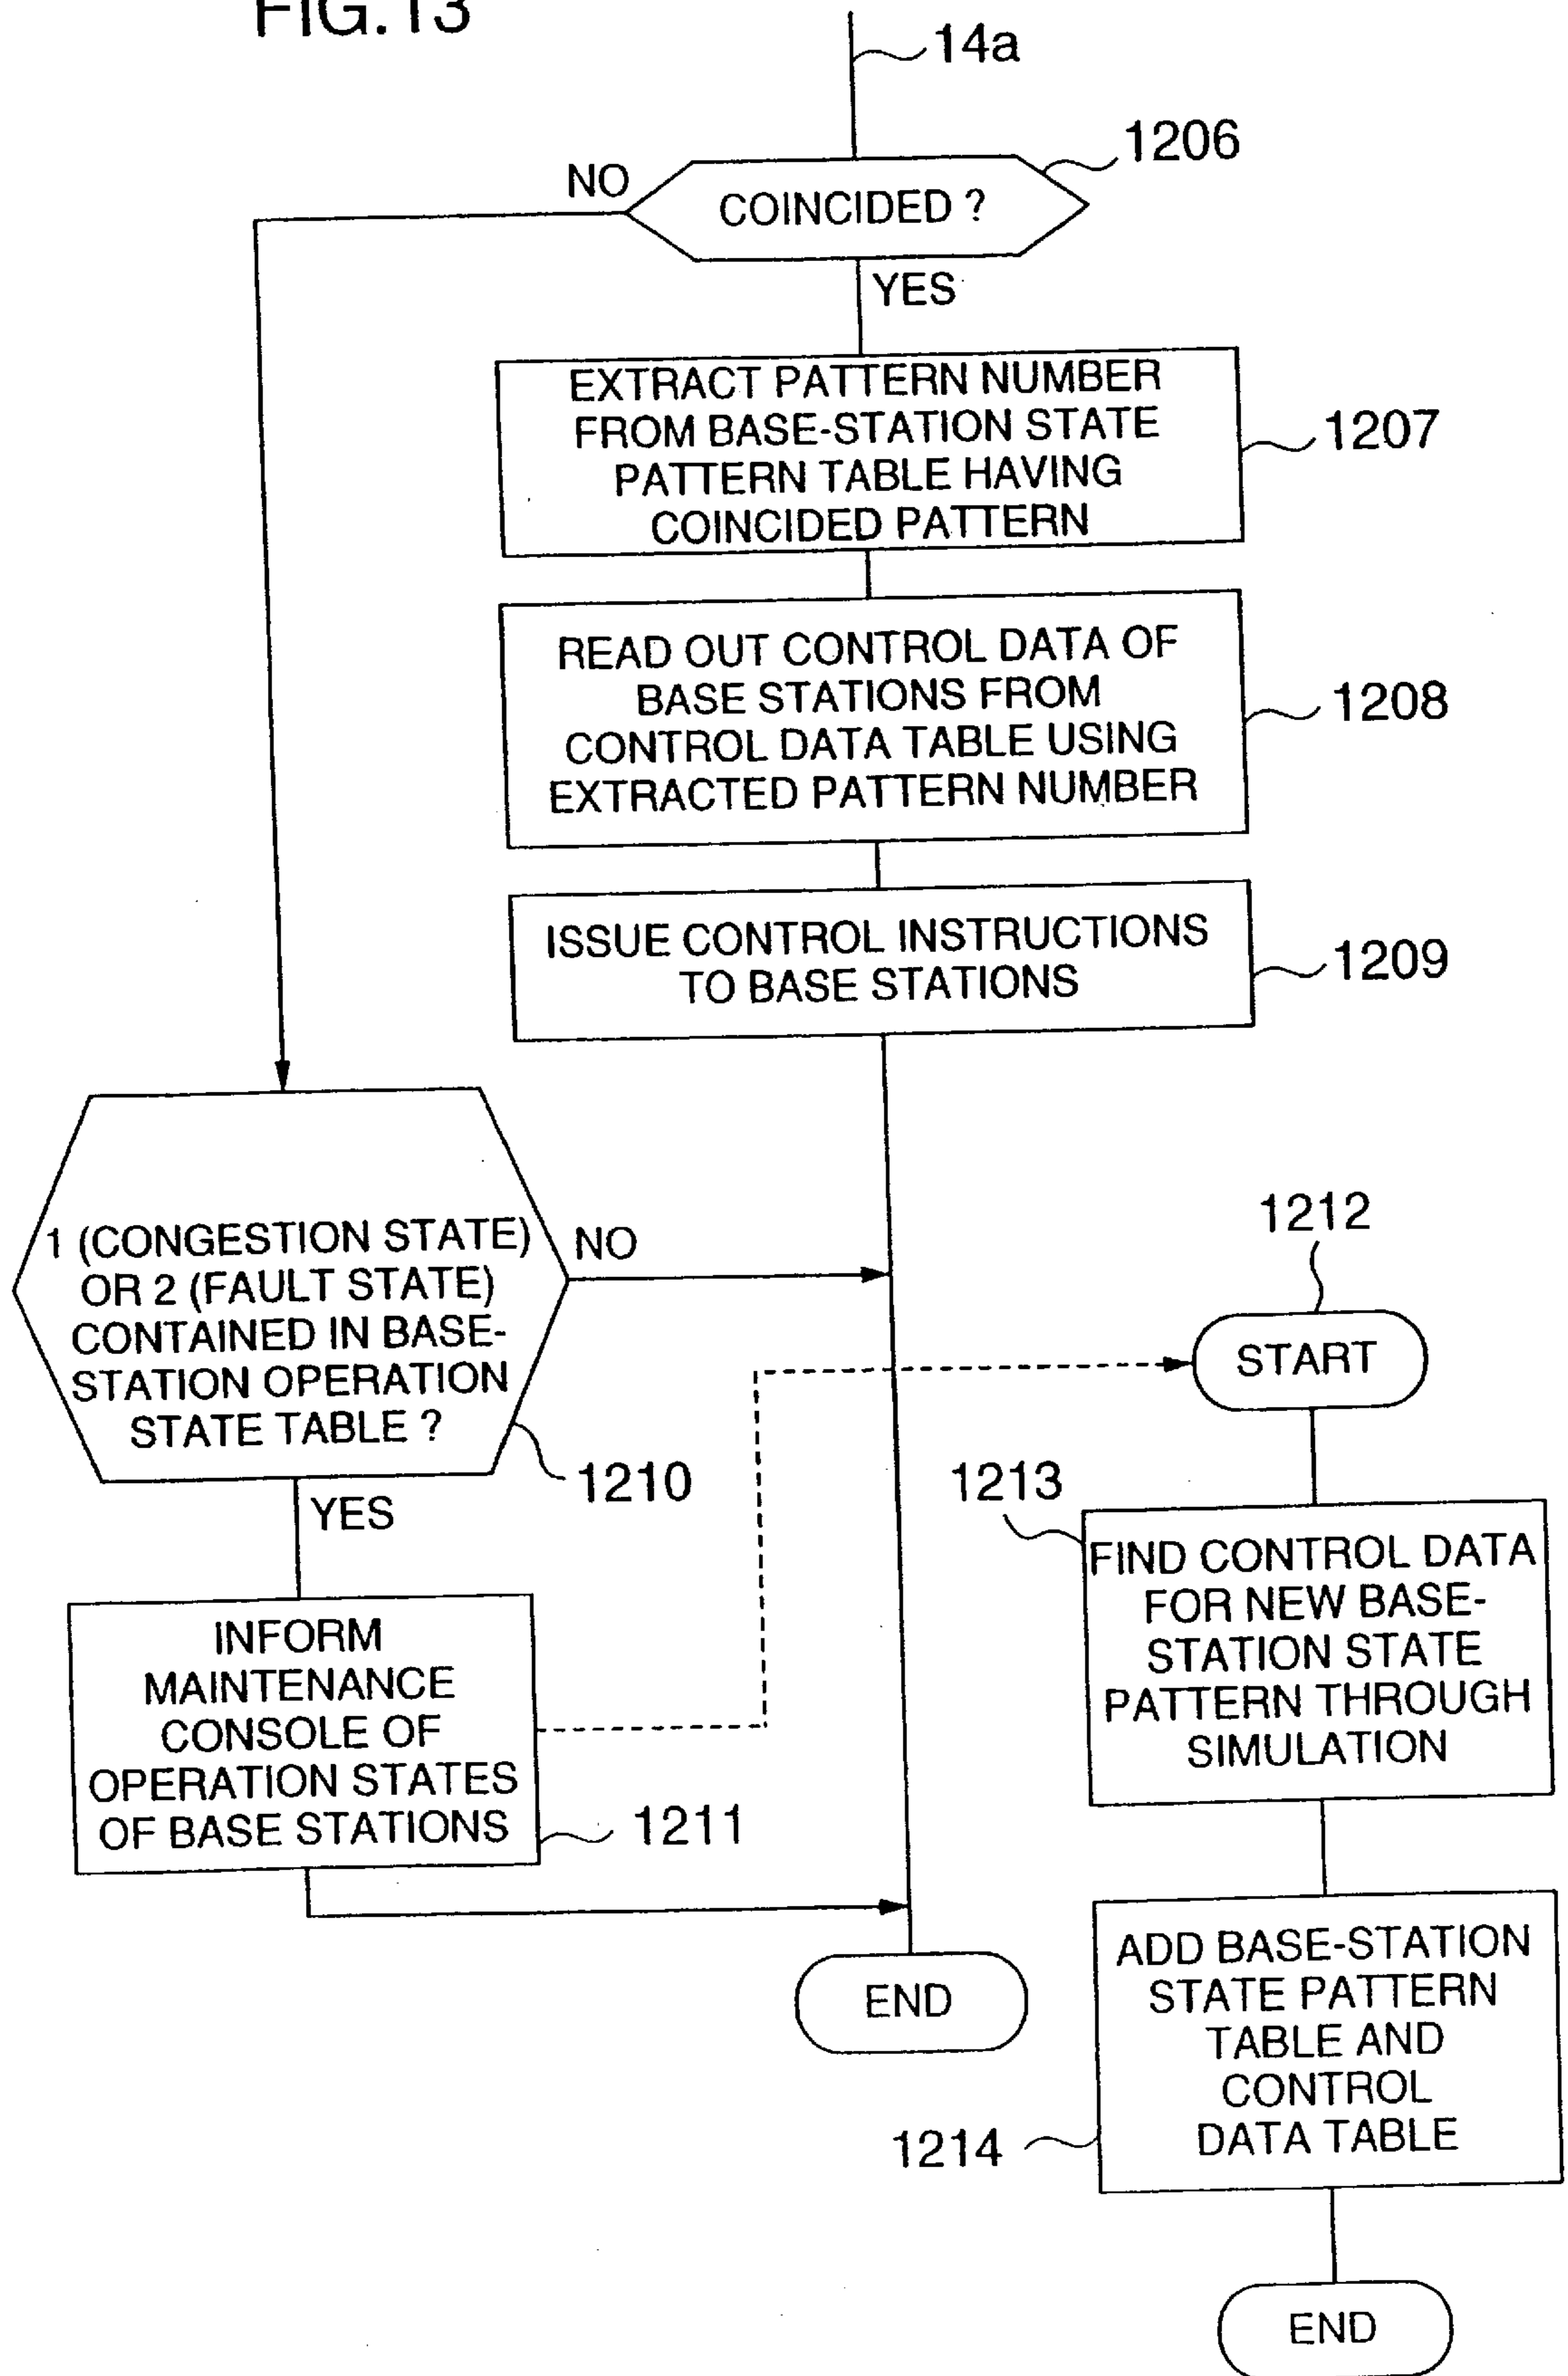 FIG.13
14a
1206
NO
COINCIDED ?
YES
EXTRACT PATTERN NUMBER
FROM BASE-STATION STATE
PATTERN TABLE HAVING
COINCIDED PATTERN
1207
READ OUT CONTROL DATA OF
BASE STATIONS FROM
CONTROL DATA TABLE USING
EXTRACTED PATTERN NUMBER
1208
ISSUE CONTROL INSTRUCTIONS
TO BASE STATIONS
1209
1 (CONGESTION STATE)
OR 2 (FAULT STATE)
CONTAINED IN BASE-
STATION OPERATION
STATE TABLE ?
NO
1210
YES
INFORM
MAINTENANCE
CONSOLE OF
OPERATION STATES
OF BASE STATIONS
1211
END
1212
START
1213
FIND CONTROL DATA
FOR NEW BASE-
STATION STATE
PATTERN THROUGH
SIMULATION
ADD BASE-STATION
STATE PATTERN
TABLE AND
CONTROL
DATA TABLE
1214
END